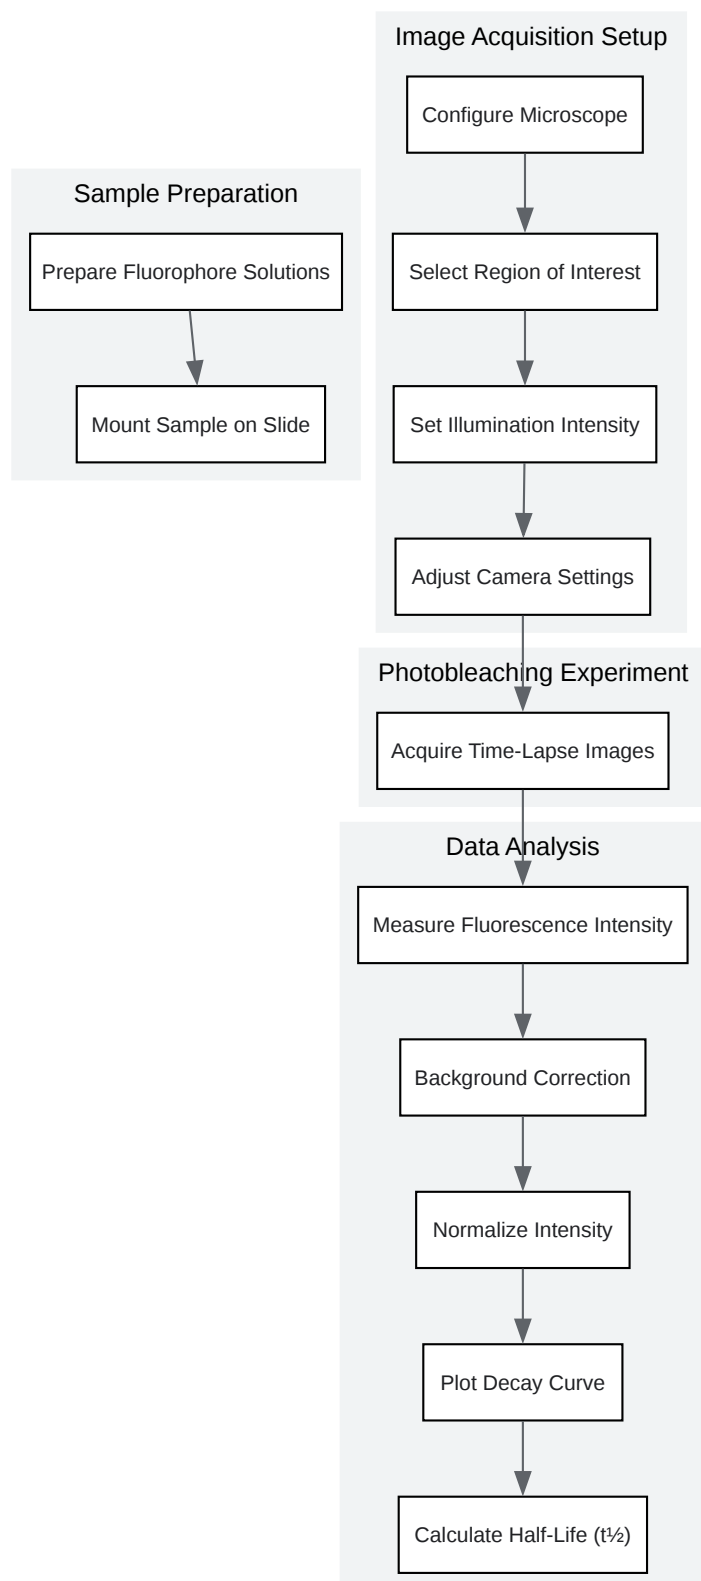 Image Acquisition Setup
Configure Microscope
Sample Preparation
Prepare Fluorophore Solutions
Select Region of Interest
Mount Sample on Slide
Set Illumination Intensity
Adjust Camera Settings
Photobleaching Experiment
Acquire Time-Lapse Images
Data Analysis
Measure Fluorescence Intensity
Background Correction
Normalize Intensity
Plot Decay Curve
Calculate Half-Life (t½)